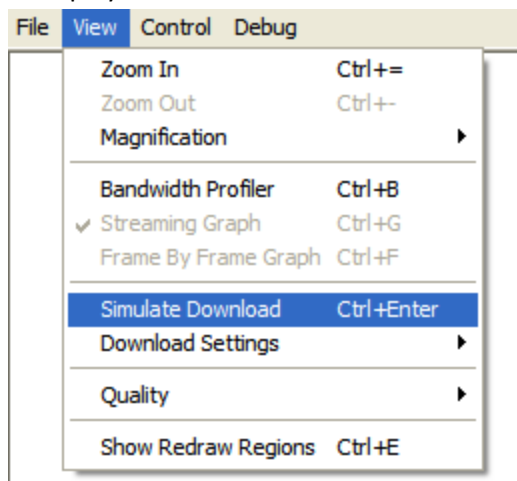 File View Control Debug
Zoom In Ctrl+=
Zoom Out Ctrl+-
Magnification
Bandwidth Profiler Ctrl+B
Streaming Graph Ctrl+G
Frame By Frame Graph Ctrl+F
Simulate Download Ctrl+Enter
Download Settings
Quality
Show Redraw Regions Ctrl+E